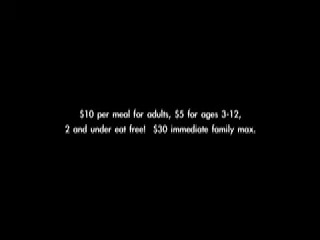 $10 per meal for adults, $5 for ages 3-12,
2 and under eat free!  $30 immediate family max.